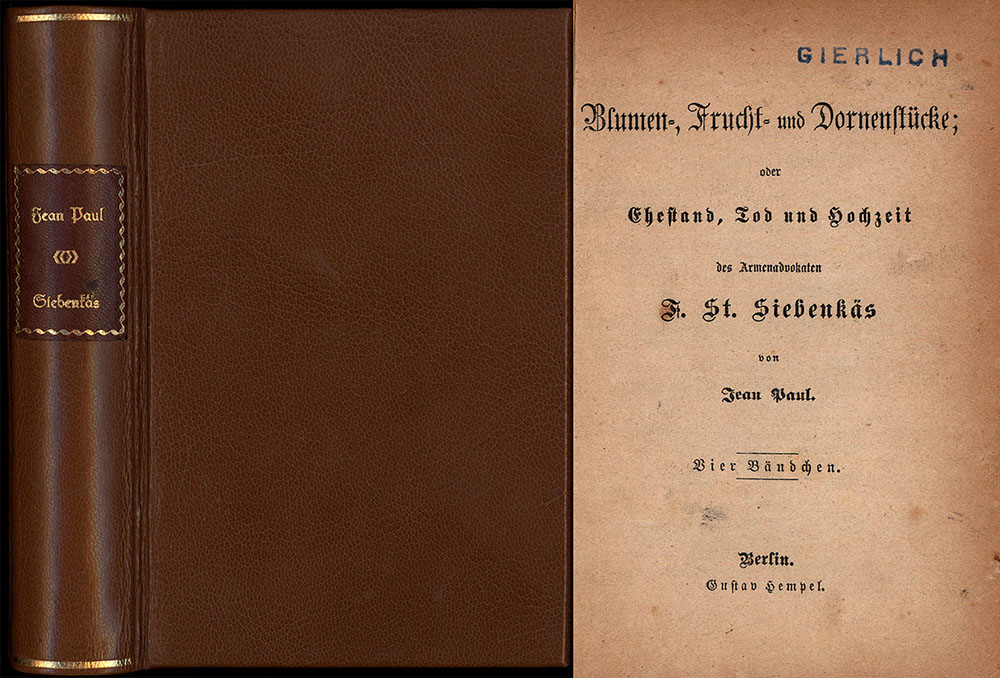 Jean Paul
Siebenkäs
GIERLICH
Blumen-, Frucht- und Dornenstücke;
oder
Ehestand, Tod und Hochzeit
des Armenadvokaten
F. St. Siebenkäs
von
Jean Paul.
Vier Bändchen.
Berlin.
Gustav Hempel.